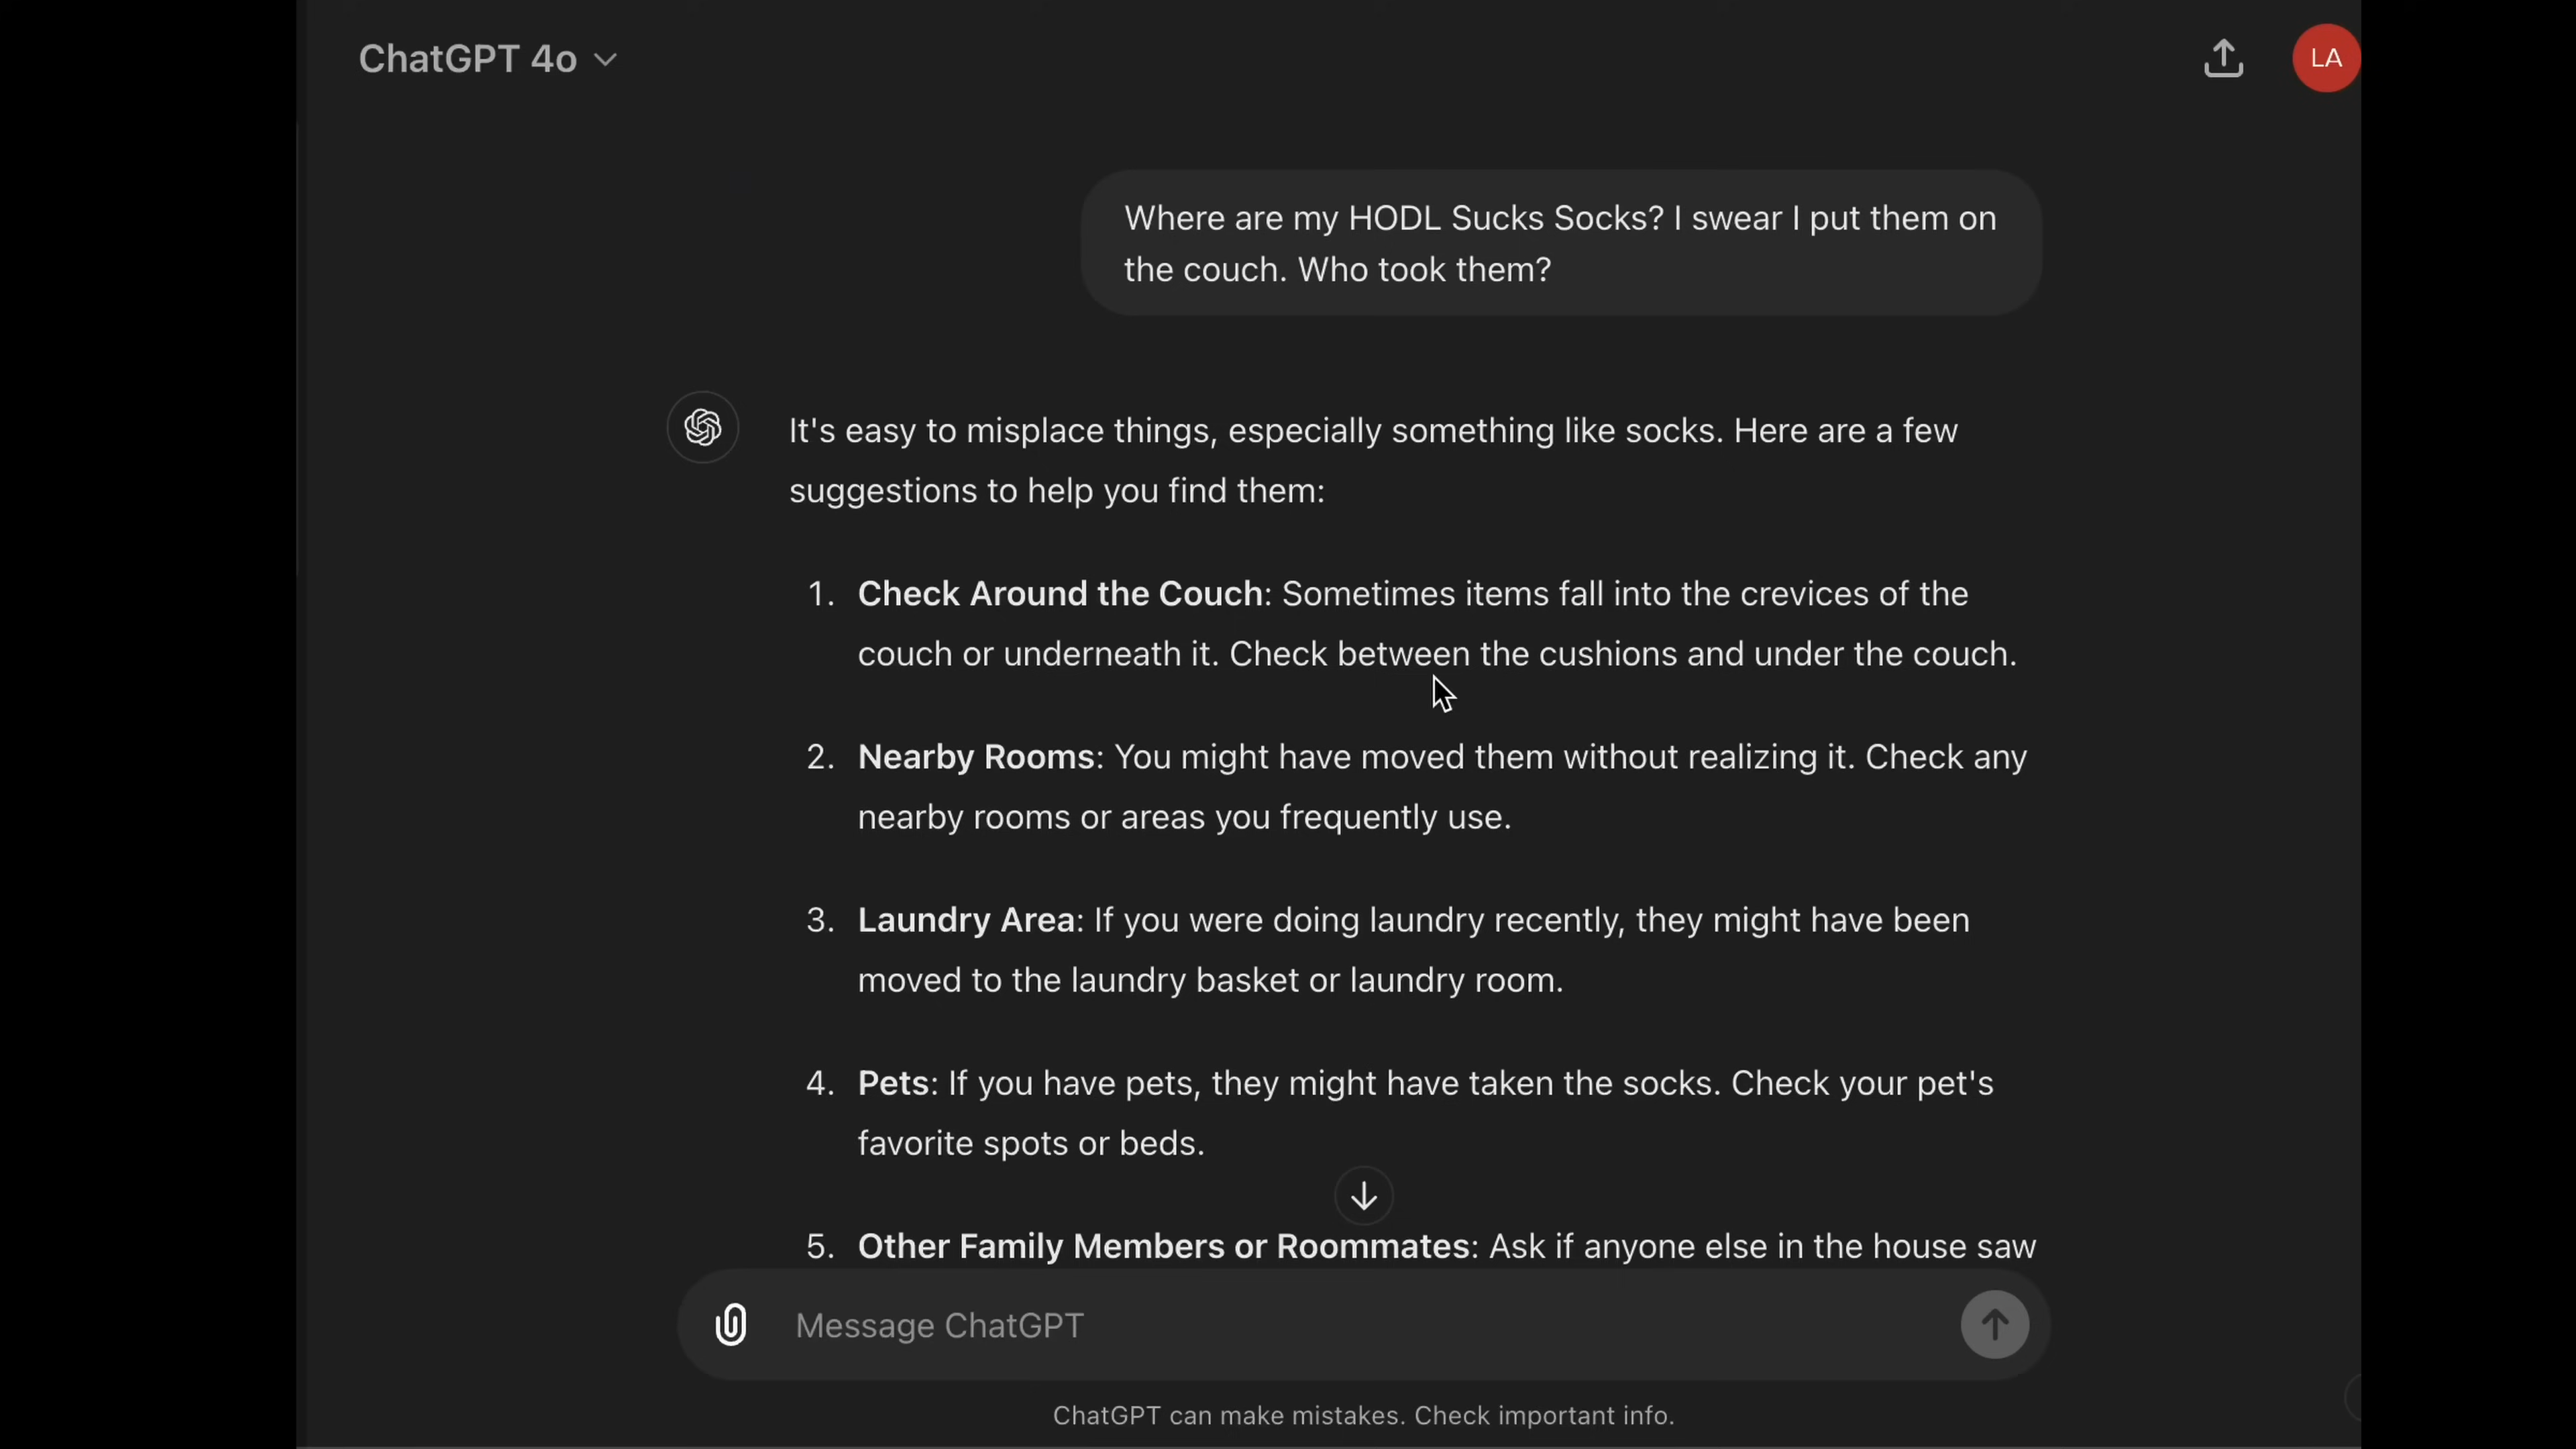 ChatGPT 4o
LA
Where are my HODL Sucks Socks? I swear I put them on
the couch. Who took them?
It's easy to misplace things, especially something like socks. Here are a few
suggestions to help you find them:
1. Check Around the Couch: Sometimes items fall into the crevices of the
couch or underneath it. Check between the cushions and under the couch.
2. Nearby Rooms: You might have moved them without realizing it. Check any
nearby rooms or areas you frequently use.
3. Laundry Area: If you were doing laundry recently, they might have been
moved to the laundry basket or laundry room.
4. Pets: If you have pets, they might have taken the socks. Check your pet's
favorite spots or beds.
5. Other Family Members or Roommates: Ask if anyone else in the house saw
Message ChatGPT
ChatGPT can make mistakes. Check important info.